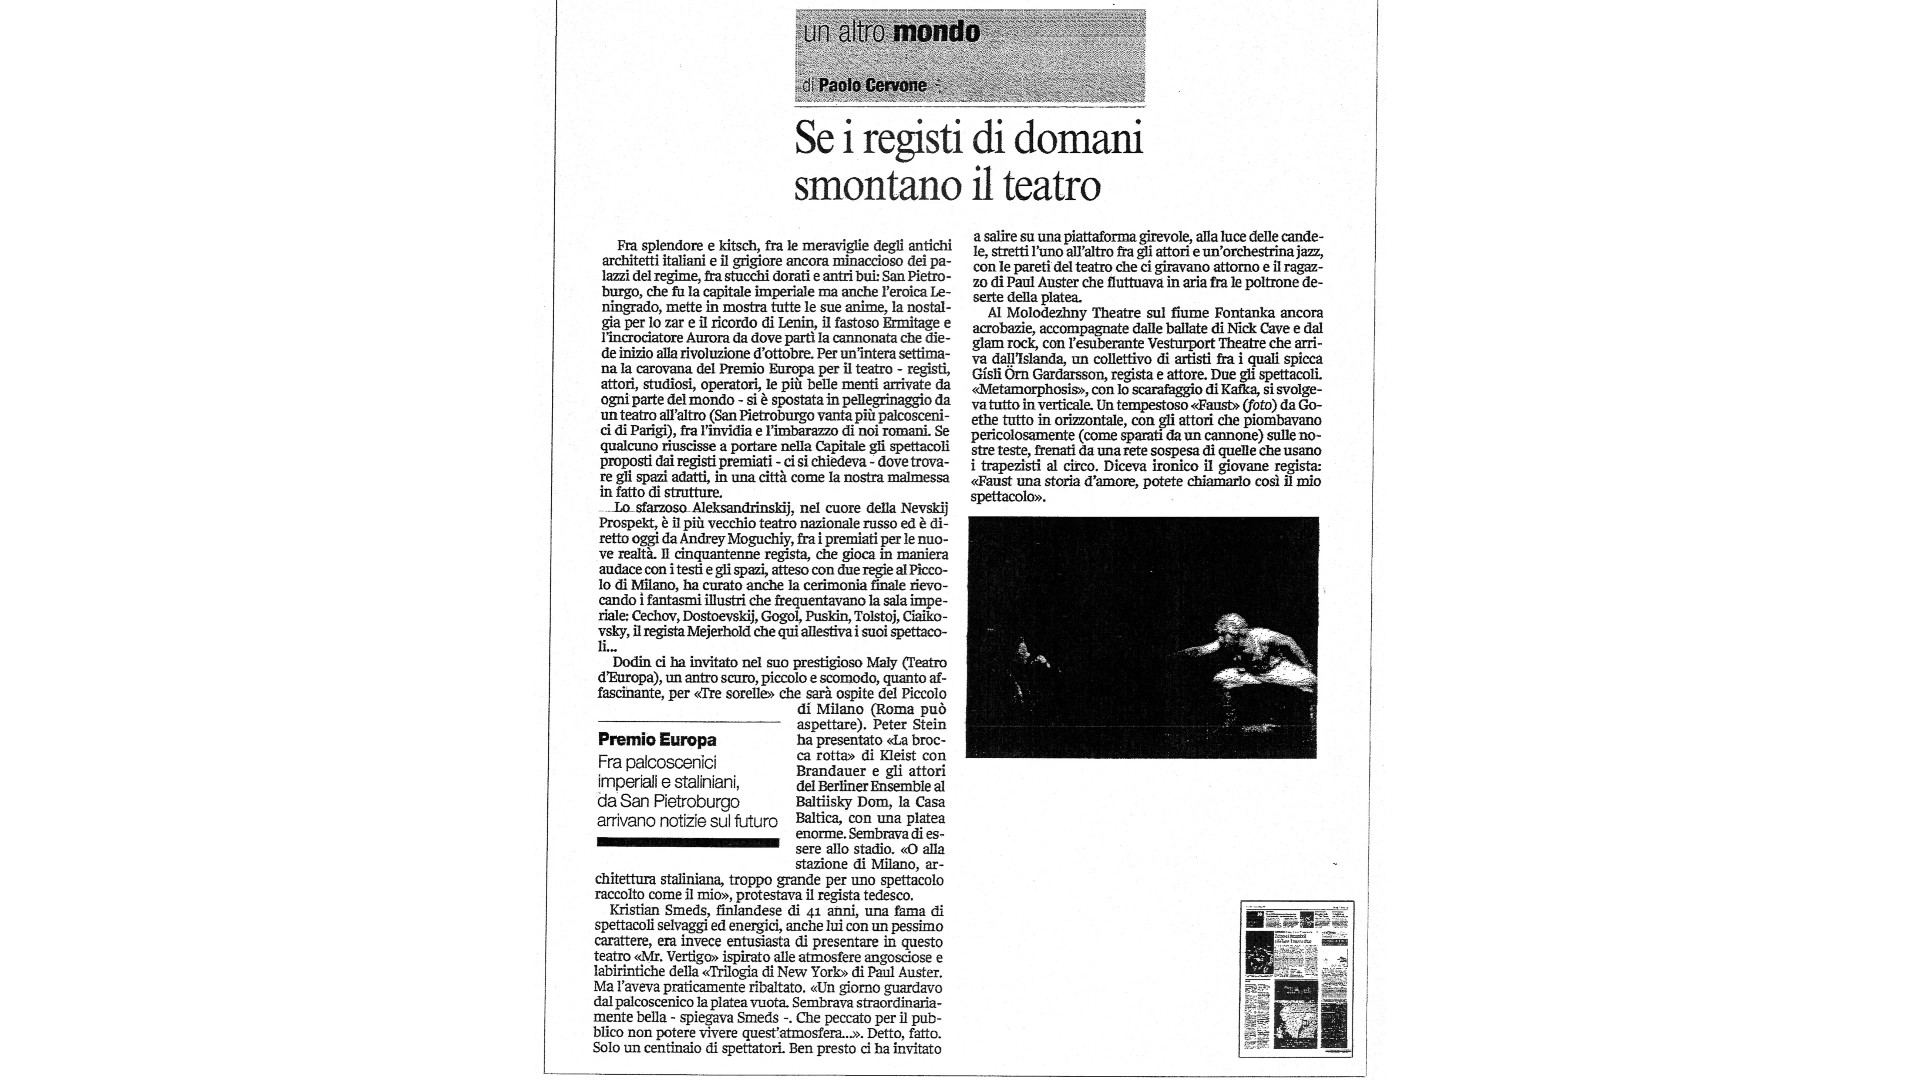 un altro mondo
di Paolo Cervone
Se i registi di domani
smontano il teatro
Fra splendore e kitsch, fra le meraviglie degli antichi
architetti italiani e il grigiore ancora minaccioso dei pa-
lazzi del regime, fra stucchi dorati e antri bui: San Pietro-
burgo, che fu la capitale imperiale ma anche l'eroica Le-
ningrado, mette in mostra tutte le sue anime, la nostal-
gia per lo zar e il ricordo di Lenin, il fastoso Ermitage e
l'incrociatore Aurora da dove partì la cannonata che die-
de inizio alla rivoluzione d'ottobre. Per un'intera settima-
na la carovana del Premio Europa per il teatro - registi,
attori, studiosi, operatori, le più belle menti arrivate da
ogni parte del mondo - si è spostata in pellegrinaggio da
un teatro all'altro (San Pietroburgo vanta più palcosceni-
ci di Parigi), fra l'invidia e l'imbarazzo di noi romani. Se
qualcuno riuscisse a portare nella Capitale gli spettacoli
proposti dai registi premiati - ci si chiedeva - dove trova-
re gli spazi adatti, in una città come la nostra malmessa
in fatto di strutture.
Lo sfarzoso Aleksandrinskij, nel cuore della Nevskij
Prospekt, è il più vecchio teatro nazionale russo ed è di-
retto oggi da Andrey Moguchiy, fra i premiati per le nuo-
ve realtà. Il cinquantenne regista, che gioca in maniera
audace con i testi e gli spazi, atteso con due regie al Picco-
lo di Milano, ha curato anche la cerimonia finale rievo-
cando i fantasmi illustri che frequentavano la sala impe-
riale: Cechov, Dostoevskij, Gogol, Puskin, Tolstoj, Ciaiko-
vsky, il regista Mejerhold che qui allestiva i suoi spettaco-
li...
Dodin ci ha invitato nel suo prestigioso Maly (Teatro
d'Europa), un antro scuro, piccolo e scomodo, quanto af-
fascinante, per «Tre sorelle» che sarà ospite del Piccolo
di Milano (Roma può
aspettare). Peter Stein
ha presentato «La broc-
ca rotta» di Kleist con
Brandauer e gli attori
del Berliner Ensemble al
Baltiisky Dom, la Casa
Baltica, con una platea
enorme. Sembrava di es-
sere allo stadio. «O alla
stazione di Milano, ar-
chitettura staliniana, troppo grande per uno spettacolo
raccolto come il mio», protestava il regista tedesco.
Premio Europa
Fra palcoscenici
imperiali e staliniani,
da San Pietroburgo
arrivano notizie sul futuro
Kristian Smeds, finlandese di 41 anni, una fama di
spettacoli selvaggi ed energici, anche lui con un pessimo
carattere, era invece entusiasta di presentare in questo
teatro «Mr. Vertigo» ispirato alle atmosfere angosciose e
labirintiche della «Trilogia di New York» di Paul Auster.
Ma l'aveva praticamente ribaltato. «Un giorno guardavo
dal palcoscenico la platea vuota. Sembrava straordinaria-
mente bella - spiegava Smeds -. Che peccato per il pub-
blico non potere vivere quest'atmosfera...». Detto, fatto.
Solo un centinaio di spettatori. Ben presto ci ha invitato
a salire su una piattaforma girevole, alla luce delle cande-
le, stretti l'uno all'altro fra gli attori e un'orchestrina jazz,
con le pareti del teatro che ci giravano attorno e il ragaz-
zo di Paul Auster che fluttuava in aria fra le poltrone de-
serte della platea.
Al Molodezhny Theatre sul fiume Fontanka ancora
acrobazie, accompagnate dalle ballate di Nick Cave e dal
glam rock, con l'esuberante Vesturport Theatre che arri-
va dall'Islanda, un collettivo di artisti fra i quali spicca
Gísli Örn Gardarsson, regista e attore. Due gli spettacoli.
«Metamorphosis», con lo scarafaggio di Kafka, si svolge-
va tutto in verticale. Un tempestoso «Faust» (foto) da Go-
ethe tutto in orizzontale, con gli attori che piombavano
pericolosamente (come sparati da un cannone) sulle no-
stre teste, frenati da una rete sospesa di quelle che usano
i trapezisti al circo. Diceva ironico il giovane regista:
«Faust una storia d'amore, potete chiamarlo così il mio
spettacolo».